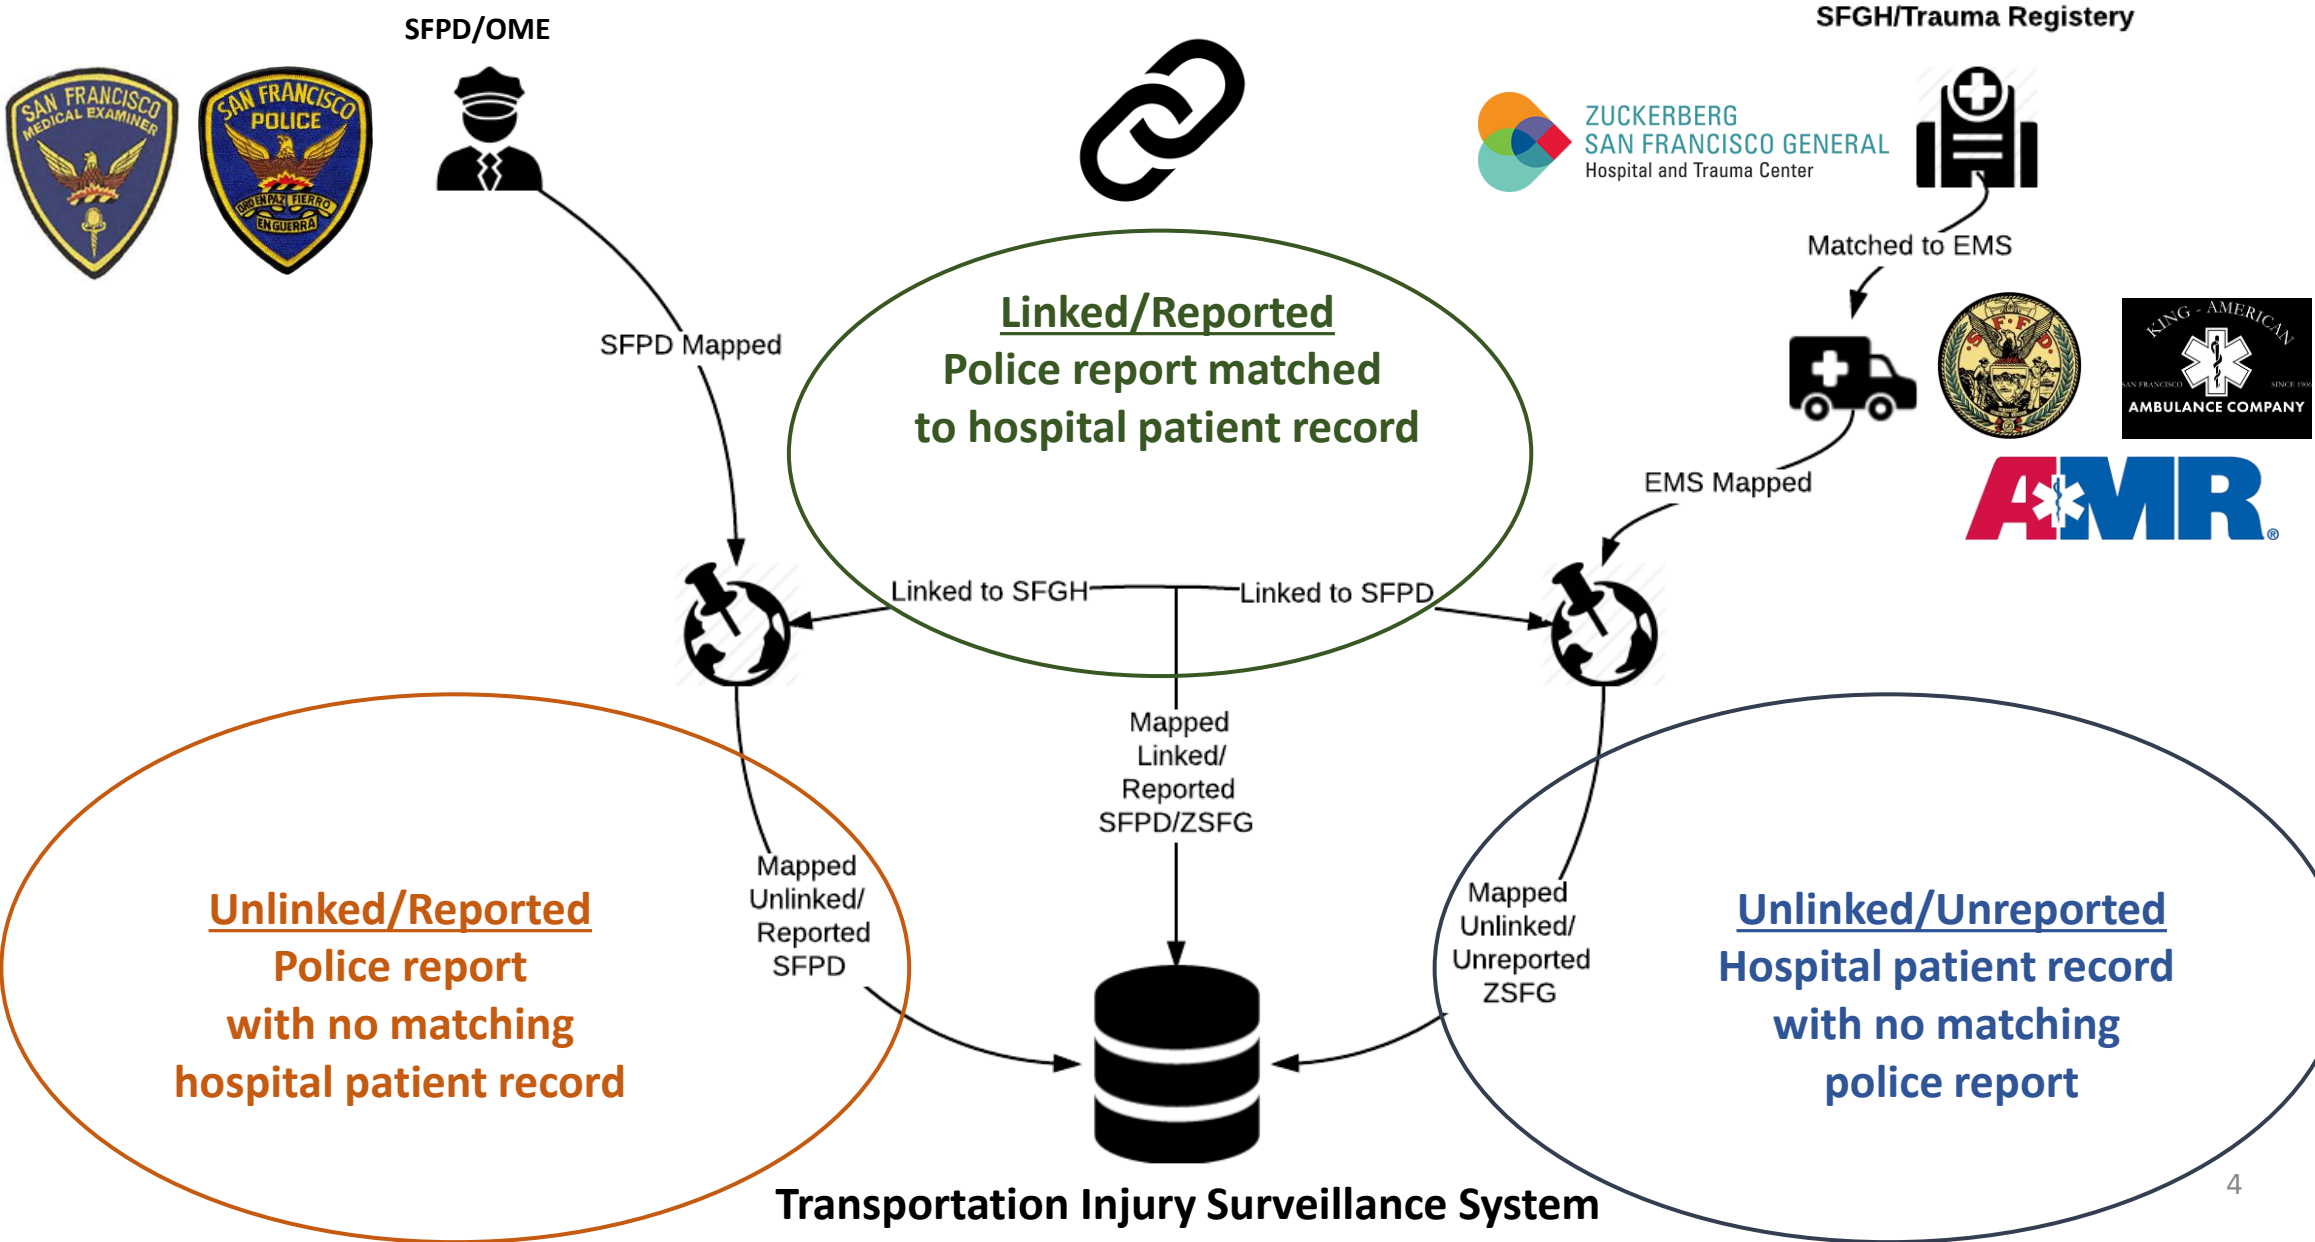 SFPD/OME
SFGH/Trauma Registery
SAN FRANCISCO
MEDICAL EXAMINER
SAN FRANCISCO
POLICE
ORO EN PAZ FIERRO
EN GUERRA
ZUCKERBERG
SAN FRANCISCO GENERAL
Hospital and Trauma Center
Matched to EMS
S.F.F.D.
KING - AMERICAN
SAN FRANCISCO
SINCE 1906
AMBULANCE COMPANY
AMR®
SFPD Mapped
Linked/Reported
Police report matched
to hospital patient record
EMS Mapped
Linked to SFGH
Linked to SFPD
Mapped
Linked/
Reported
SFPD/ZSFG
Mapped
Unlinked/
Reported
SFPD
Mapped
Unlinked/
Unreported
ZSFG
Unlinked/Reported
Police report
with no matching
hospital patient record
Unlinked/Unreported
Hospital patient record
with no matching
police report
Transportation Injury Surveillance System
4